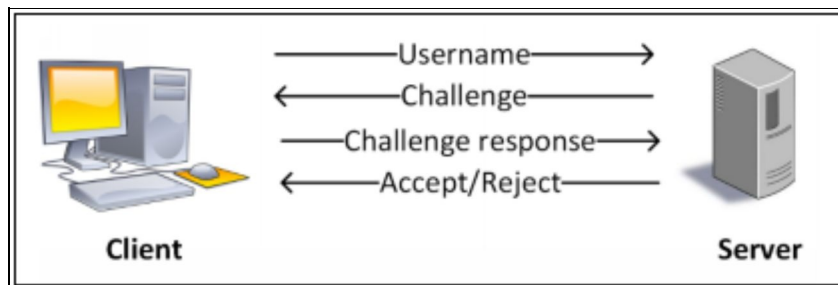 Username
Challenge
Challenge response
Accept/Reject
Client
Server